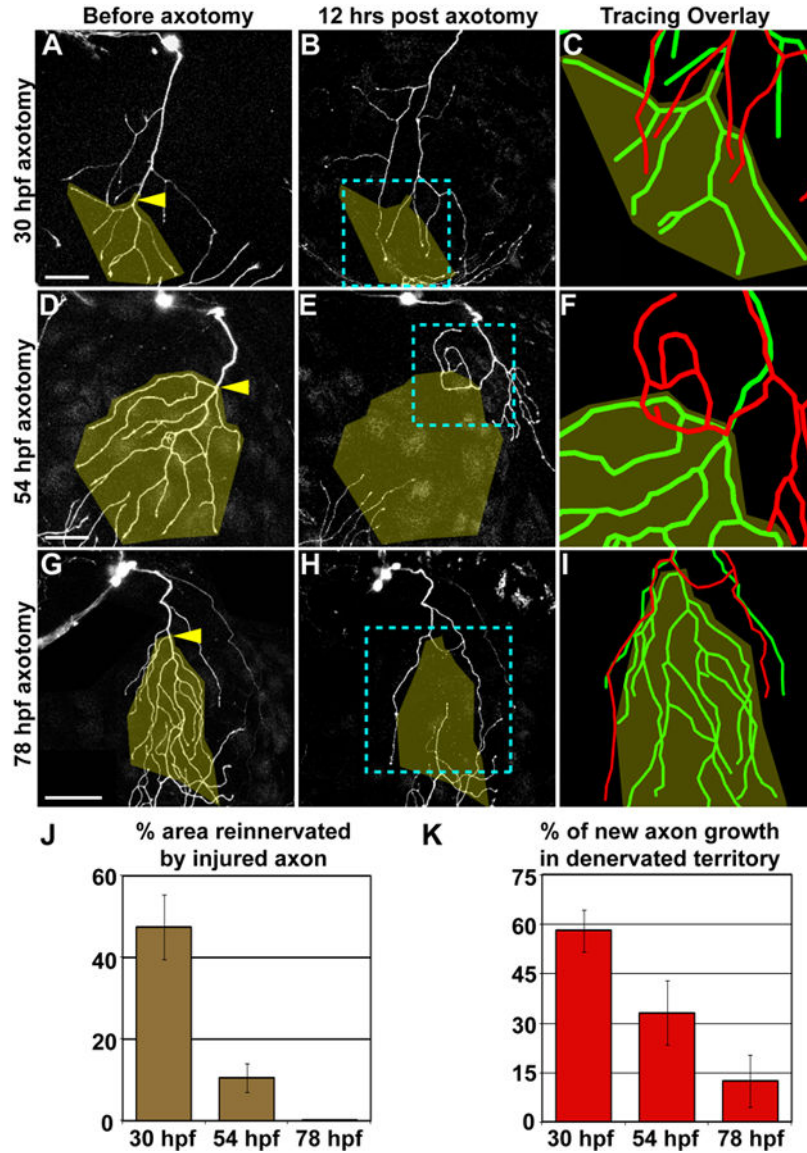 Before axotomy
12 hrs post axotomy
Tracing Overlay
30 hpf axotomy
A
B
C
54 hpf axotomy
D
E
F
78 hpf axotomy
G
H
I
J
% area reinnervated
by injured axon
60
40
20
0
30 hpf 54 hpf 78 hpf
K
% of new axon growth
in denervated territory
75
60
45
30
15
0
30 hpf 54 hpf 78 hpf